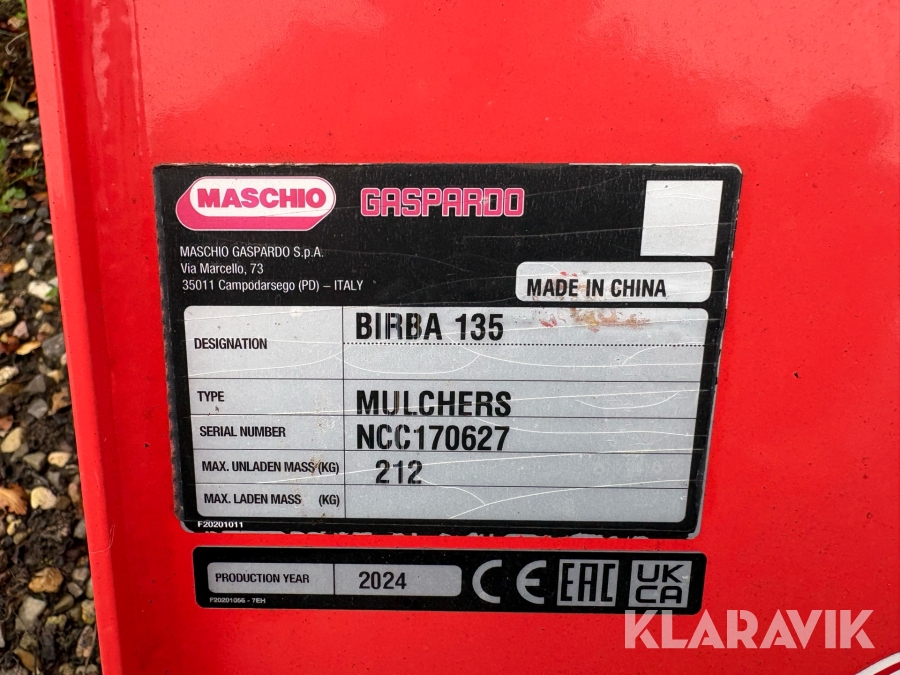 MASCHIO GASPARDO
MASCHIO GASPARDO S.p.A.
Via Marcello, 73
35011 Campodarsego (PD) – ITALY
MADE IN CHINA
DESIGNATION BIRBA 135
TYPE MULCHERS
SERIAL NUMBER NCC170627
MAX. UNLADEN MASS (KG) 212
MAX. LADEN MASS (KG)
F20201011
PRODUCTION YEAR 2024 CE EAC UK CA
F20201056 - 7EH
KLARAVIK